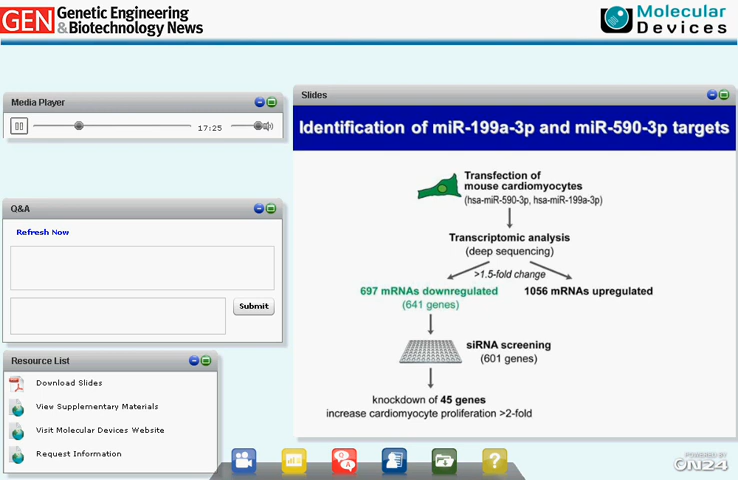 GEN Genetic Engineering
& Biotechnology News
Molecular
Devices
Media Player
17:25
Q&A
Refresh Now
Submit
Resource List
Download Slides
View Supplementary Materials
Visit Molecular Devices Website
Request Information
Slides
Identification of miR-199a-3p and miR-590-3p targets
Transfection of
mouse cardiomyocytes
(hsa-miR-590-3p, hsa-miR-199a-3p)
Transcriptomic analysis
(deep sequencing)
>1.5-fold change
697 mRNAs downregulated
(641 genes)
1056 mRNAs upregulated
siRNA screening
(601 genes)
knockdown of 45 genes
increase cardiomyocyte proliferation >2-fold
Q
A
?
POWERED BY
ON24